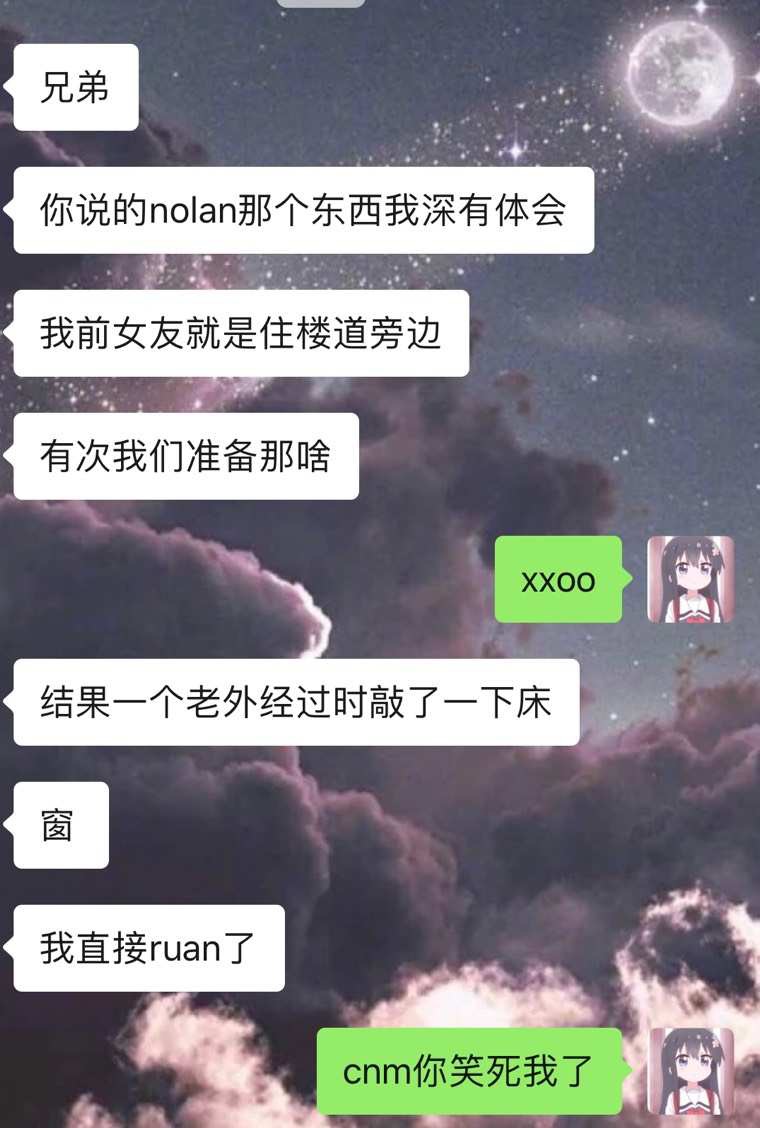 兄弟
你说的nolan那个东西我深有体会
我前女友就是住楼道旁边
有次我们准备那啥
xxoo
结果一个老外经过时敲了一下床
窗
我直接ruan了
cnm你笑死我了